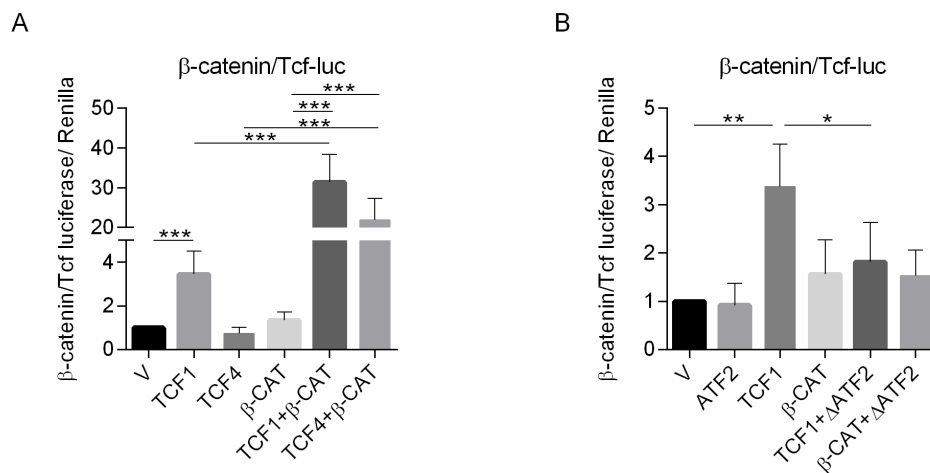 A
β-catenin/Tcf-luc
β-catenin/Tcf luciferase/ Renilla
50
40
30
20
4
2
0
***
***
***
***
***
V
TCF1
TCF4
β-CAT
TCF1+β-CAT
TCF4+β-CAT
B
β-catenin/Tcf-luc
β-catenin/Tcf luciferase/ Renilla
5
4
3
2
1
0
**
*
V
ATF2
TCF1
β-CAT
TCF1+ΔATF2
β-CAT+ΔATF2